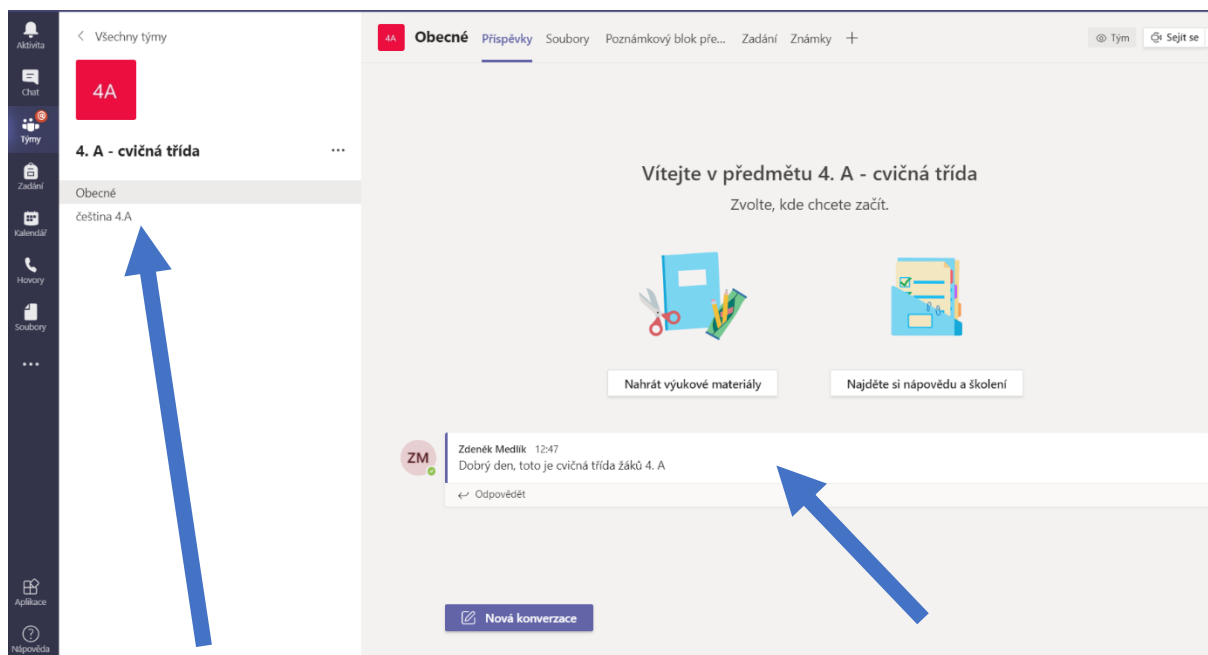 Aktivita
Chat
Týmy
Zadání
Kalendář
Hovory
Soubory
Aplikace
Nápověda
Všechny týmy
4A
4. A - cvičná třída
Obecné
čeština 4.A
4A Obecné Příspěvky Soubory Poznámkový blok pře... Zadání Známky
Tým Sejít se
Vítejte v předmětu 4. A - cvičná třída
Zvolte, kde chcete začít.
Nahrát výukové materiály Najděte si nápovědu a školení
ZM
Zdeněk Medlík 12:47
Dobrý den, toto je cvičná třída žáků 4. A
Odpovědět
Nová konverzace